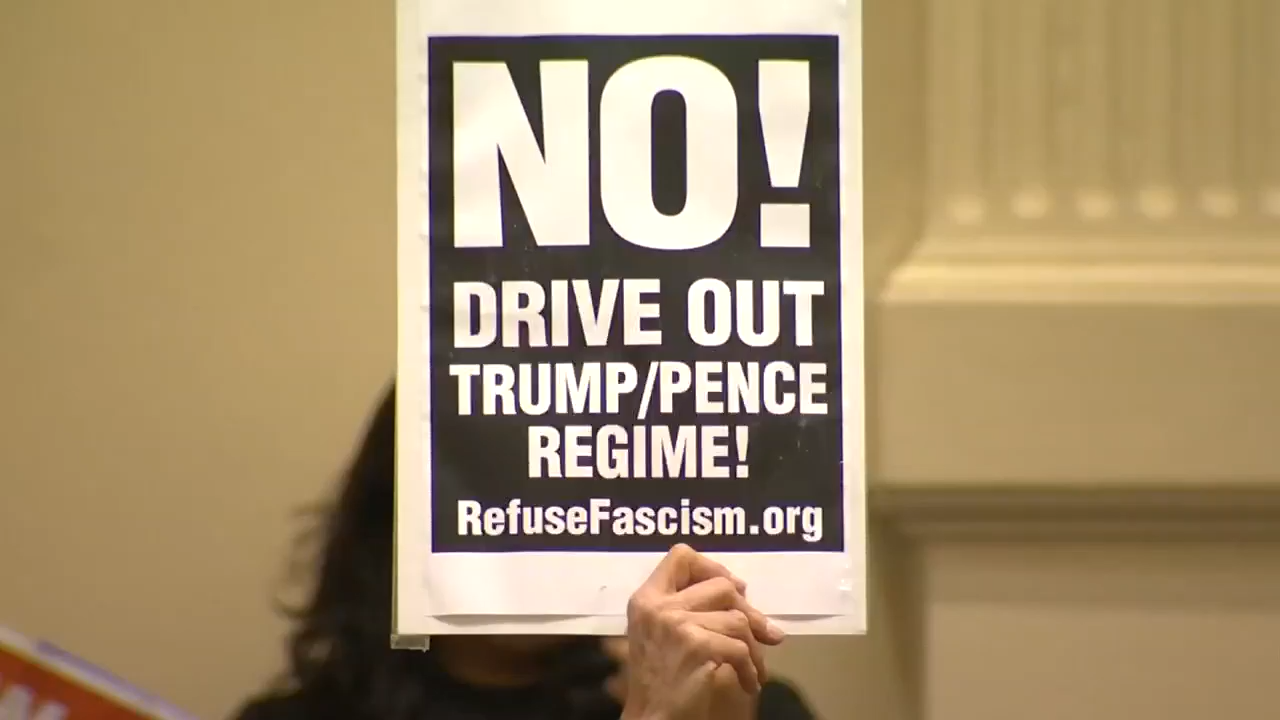 NO!
DRIVE OUT
TRUMP/PENCE
REGIME!
RefuseFascism.org